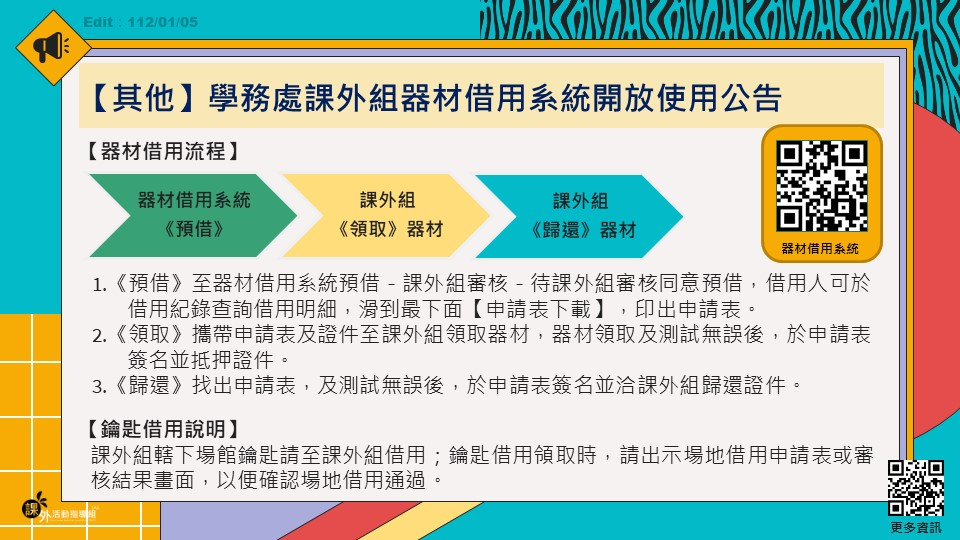 Edit : 112/01/05
【其他】學務處課外組器材借用系統開放使用公告
【器材借用流程】
器材借用系統
《預借》
課外組
《領取》器材
課外組
《歸還》器材
器材借用系統
1.《預借》至器材借用系統預借 - 課外組審核 - 待課外組審核同意預借，借用人可於
借用紀錄查詢借用明細，滑到最下面【申請表下載】，印出申請表。
2.《領取》攜帶申請表及證件至課外組領取器材，器材領取及測試無誤後，於申請表
簽名並抵押證件。
3.《歸還》找出申請表，及測試無誤後，於申請表簽名並洽課外組歸還證件。
【鑰匙借用說明】
課外組轄下場館鑰匙請至課外組借用；鑰匙借用領取時，請出示場地借用申請表或審
核結果畫面，以便確認場地借用通過。
課外活動指導組
更多資訊